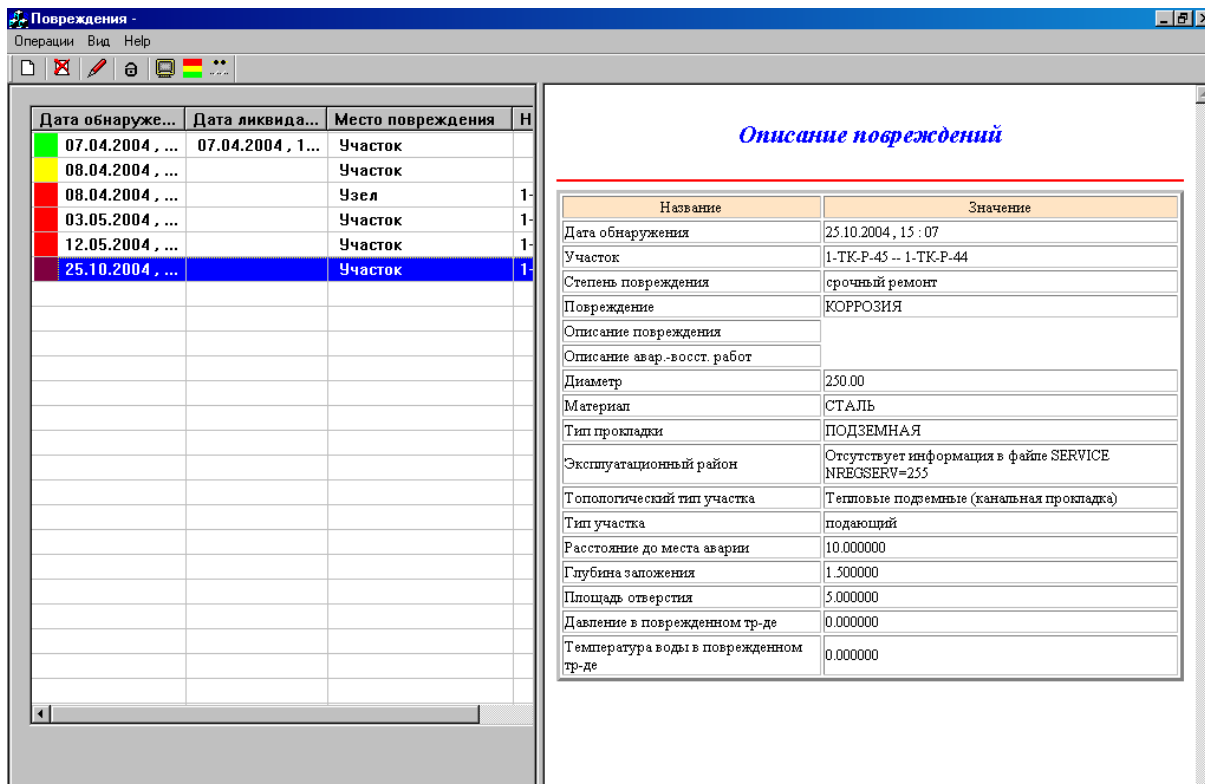 Повреждения -
Операции Вид Help
Дата обнаруже... Дата ликвида... Место повреждения Н
07.04.2004 , ... 07.04.2004 , 1... Участок
08.04.2004 , ... Участок
08.04.2004 , ... Узел 1-
03.05.2004 , ... Участок 1-
12.05.2004 , ... Участок 1-
25.10.2004 , ... Участок 1-
Описание повреждений
Название Значение
Дата обнаружения 25.10.2004 , 15 : 07
Участок 1-ТК-Р-45 -- 1-ТК-Р-44
Степень повреждения срочный ремонт
Повреждение КОРРОЗИЯ
Описание повреждения
Описание авар.-восст. работ
Диаметр 250.00
Материал СТАЛЬ
Тип прокладки ПОДЗЕМНАЯ
Эксплуатационный район Отсутствует информация в файле SERVICE
NREGSERV=255
Топологический тип участка Тепловые подземные (канальная прокладка)
Тип участка подающий
Расстояние до места аварии 10.000000
Глубина заложения 1.500000
Площадь отверстия 5.000000
Давление в поврежденном тр-де 0.000000
Температура воды в поврежденном
тр-де 0.000000